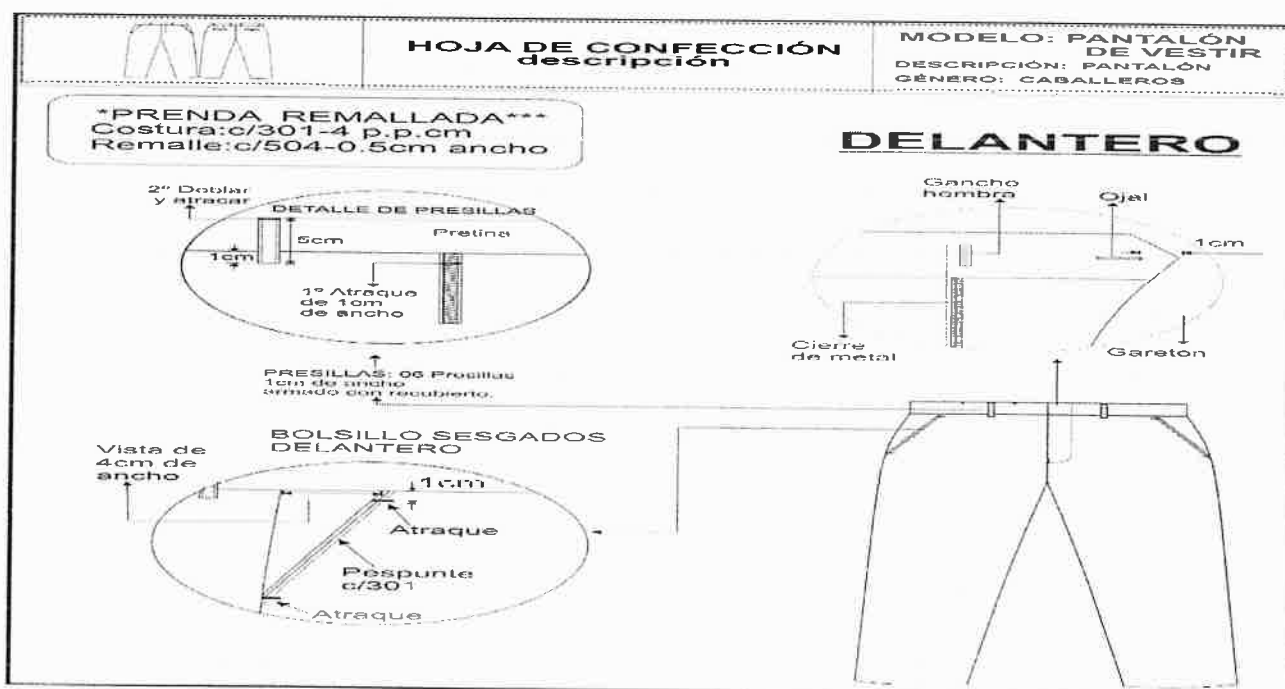 HOJA DE CONFECCIÓN
descripción
MODELO: PANTALÓN
DE VESTIR
DESCRIPCIÓN: PANTALÓN
GÉNERO: CABALLEROS
*PRENDA REMALLADA***
Costura:c/301-4 p.p.cm
Remalle:c/504-0.5cm ancho
DELANTERO
2º Doblar
y atracar
DETALLE DE PRESILLAS
5cm
Pretina
1cm
1º Atraque
de 1cm
de ancho
PRESILLAS: 06 Presillas
1cm de ancho
armado con recubierto.
Gancho
hombra
Ojal
1cm
Cierre
de metal
Gareton
BOLSILLO SESGADOS
DELANTERO
Vista de
4cm de
ancho
1cm
Atraque
Pespunte
c/301
Atraque